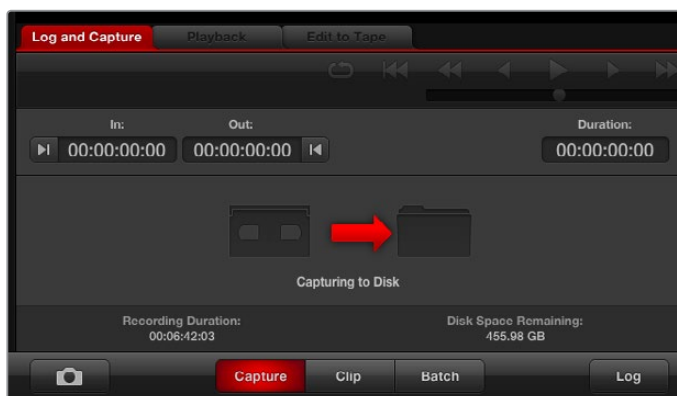 Log and Capture Playback Edit to Tape
In: Out: Duration:
00:00:00:00 00:00:00:00 00:00:00:00
Capturing to Disk
Recording Duration: Disk Space Remaining:
00:06:42:03 455.98 GB
Capture Clip Batch Log